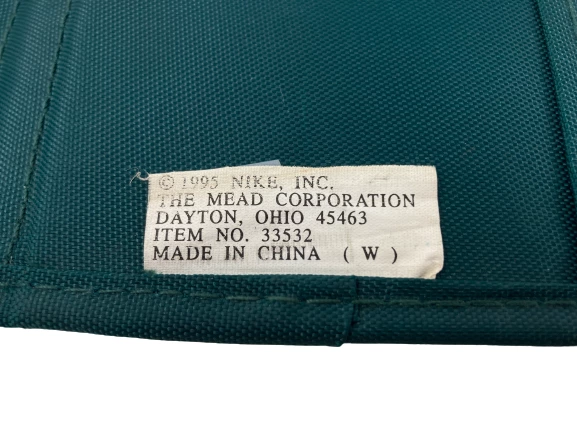 © 1995 NIKE, INC.
THE MEAD CORPORATION
DAYTON, OHIO 45463
ITEM NO. 33532
MADE IN CHINA ( W )